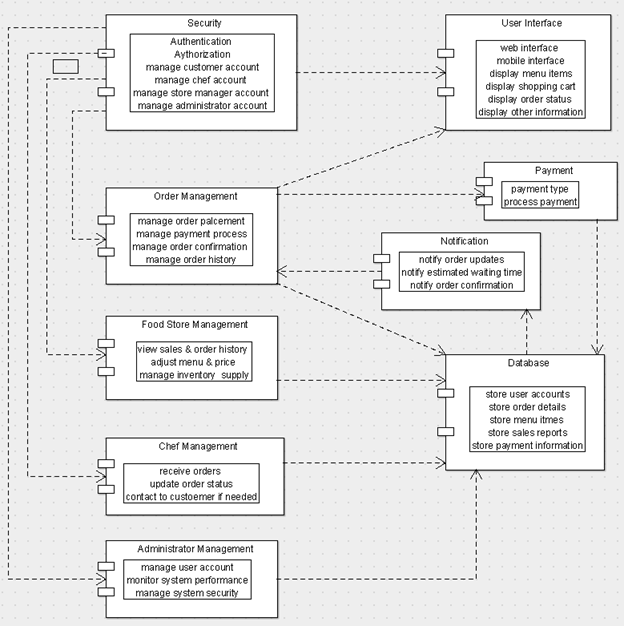 Security
Authentication
Aythorization
manage customer account
manage chef account
manage store manager account
manage administrator account
User Interface
web interface
mobile interface
display menu items
display shopping cart
display order status
display other information
Payment
payment type
process payment
Order Management
manage order palcement
manage payment process
manage order confirmation
manage order history
Notification
notify order updates
notify estimated waiting time
notify order confirmation
Food Store Management
view sales & order history
adjust menu & price
manage inventory supply
Database
store user accounts
store order details
store menu itmes
store sales reports
store payment information
Chef Management
receive orders
update order status
contact to custoemer if needed
Administrator Management
manage user account
monitor system performance
manage system security